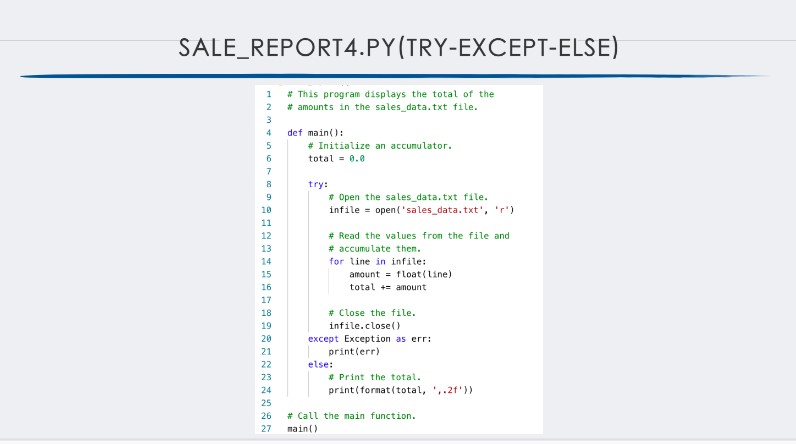 SALE_REPORT4.PY(TRY-EXCEPT-ELSE)
1 # This program displays the total of the
2 # amounts in the sales_data.txt file.
3
4 def main():
5     # Initialize an accumulator.
6     total = 0.0
7
8     try:
9         # Open the sales_data.txt file.
10         infile = open('sales_data.txt', 'r')
11
12         # Read the values from the file and
13         # accumulate them.
14         for line in infile:
15             amount = float(line)
16             total += amount
17
18         # Close the file.
19         infile.close()
20     except Exception as err:
21         print(err)
22     else:
23         # Print the total.
24         print(format(total, ',.2f'))
25
26 # Call the main function.
27 main()